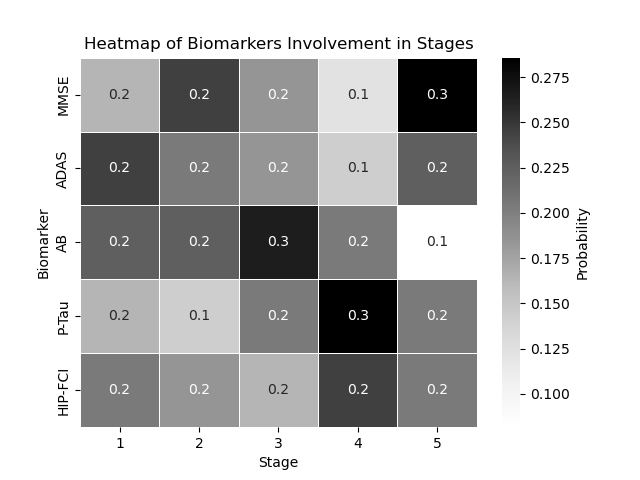 Heatmap of Biomarkers Involvement in Stages
MMSE 0.2 0.2 0.2 0.1 0.3
ADAS 0.2 0.2 0.2 0.1 0.2
AB 0.2 0.2 0.3 0.2 0.1
P-Tau 0.2 0.1 0.2 0.3 0.2
HIP-FCI 0.2 0.2 0.2 0.2 0.2
1 2 3 4 5
Stage
Biomarker
0.275
0.250
0.225
0.200
0.175
0.150
0.125
0.100
Probability